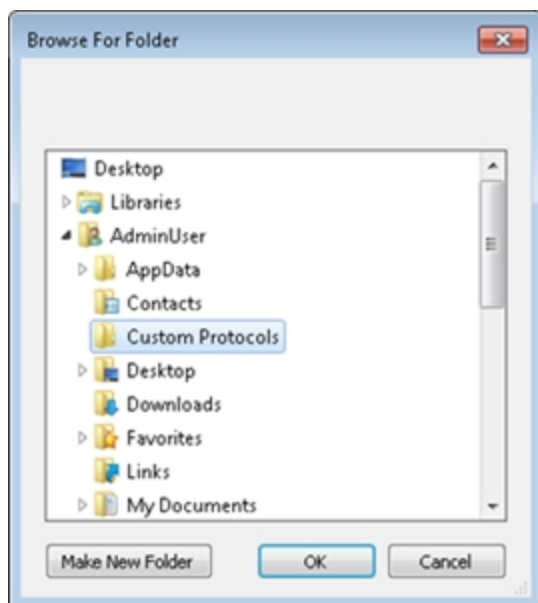 Browse For Folder
Desktop
Libraries
AdminUser
AppData
Contacts
Custom Protocols
Desktop
Downloads
Favorites
Links
My Documents
Make New Folder
OK
Cancel